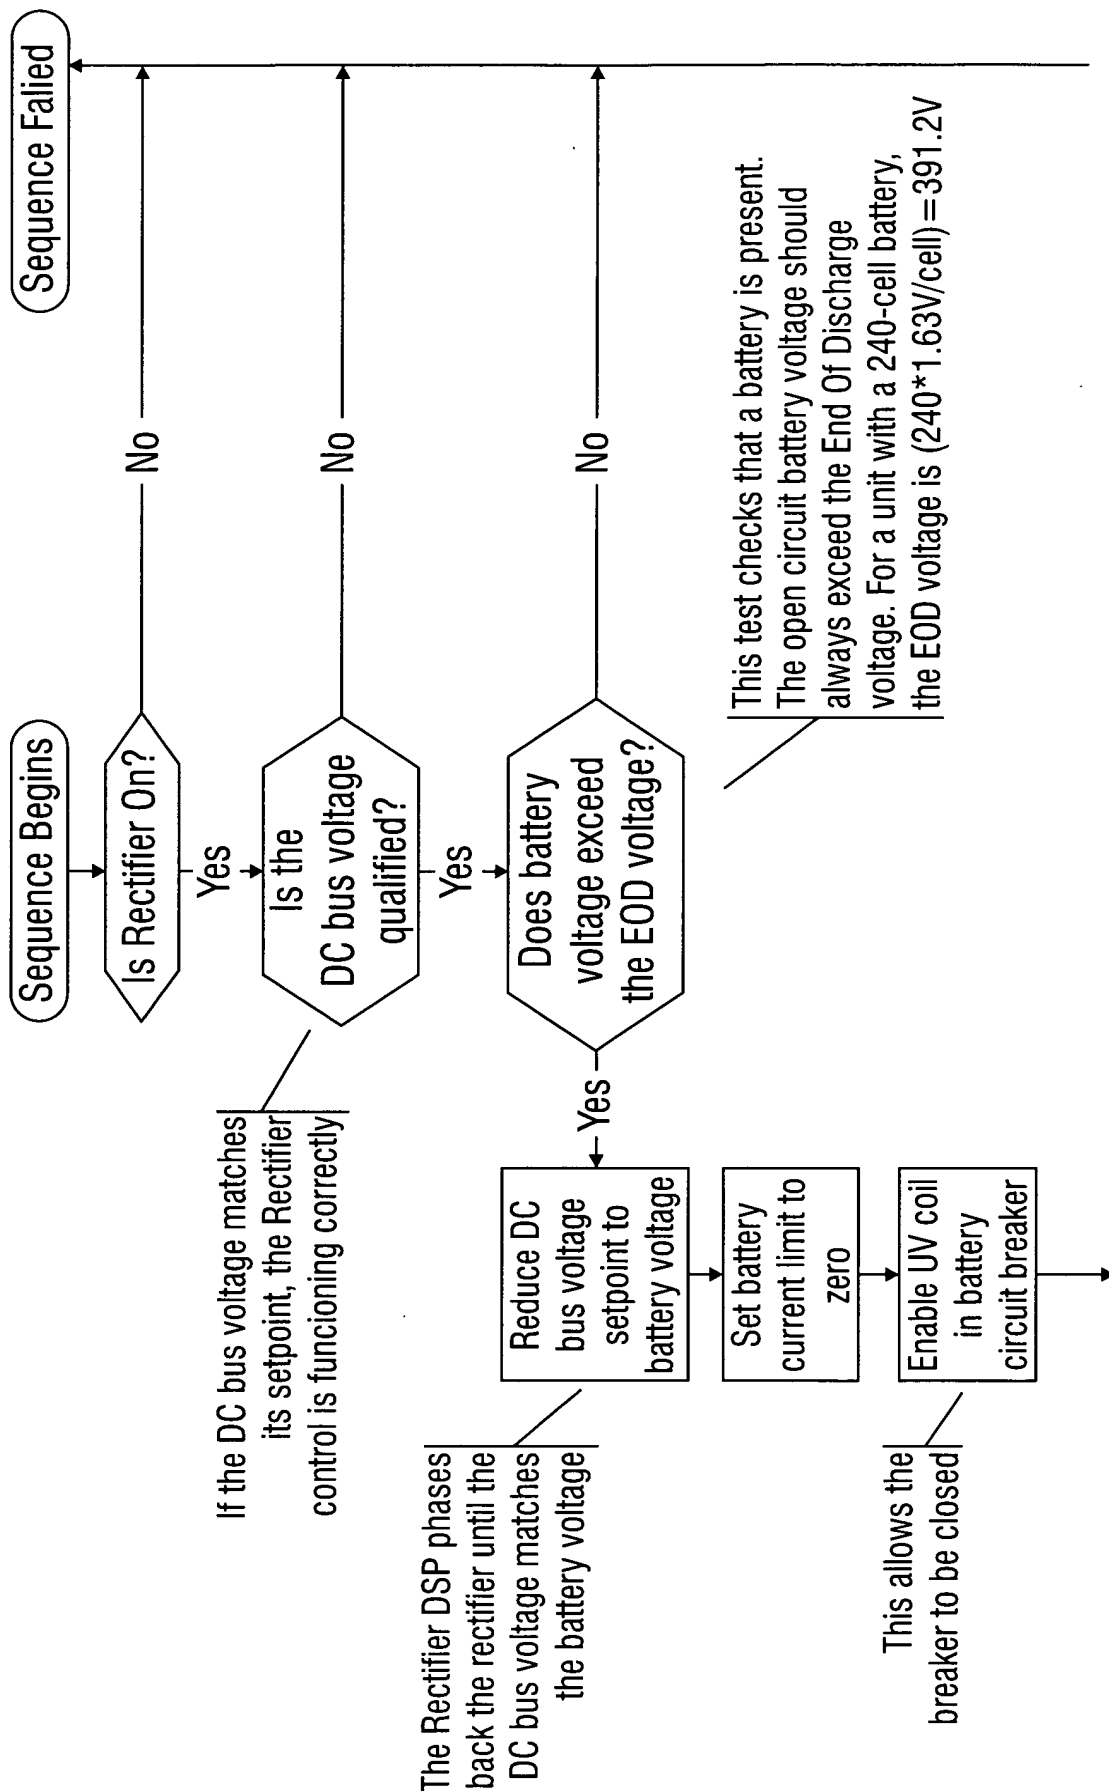 Sequence Begins
Sequence Falied
Is Rectifier On?
No
Yes
If the DC bus voltage matches
its setpoint, the Rectifier
control is funcioning correctly
Is the
DC bus voltage
qualified?
No
Yes
Does battery
voltage exceed
the EOD voltage?
No
Yes
This test checks that a battery is present.
The open circuit battery voltage should
always exceed the End Of Discharge
voltage. For a unit with a 240-cell battery,
the EOD voltage is (240*1.63V/cell)=391.2V
The Rectifier DSP phases
back the rectifier until the
DC bus voltage matches
the battery voltage
Reduce DC
bus voltage
setpoint to
battery voltage
Set battery
current limit to
zero
This allows the
breaker to be closed
Enable UV coil
in battery
circuit breaker